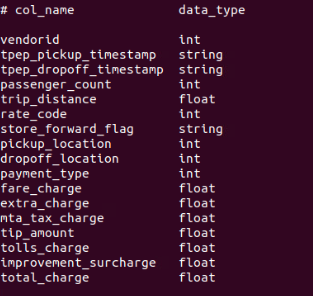 # col_name data_type
vendorid int
tpep_pickup_timestamp string
tpep_dropoff_timestamp string
passenger_count int
trip_distance float
rate_code int
store_forward_flag string
pickup_location int
dropoff_location int
payment_type int
fare_charge float
extra_charge float
mta_tax_charge float
tip_amount float
tolls_charge float
improvement_surcharge float
total_charge float